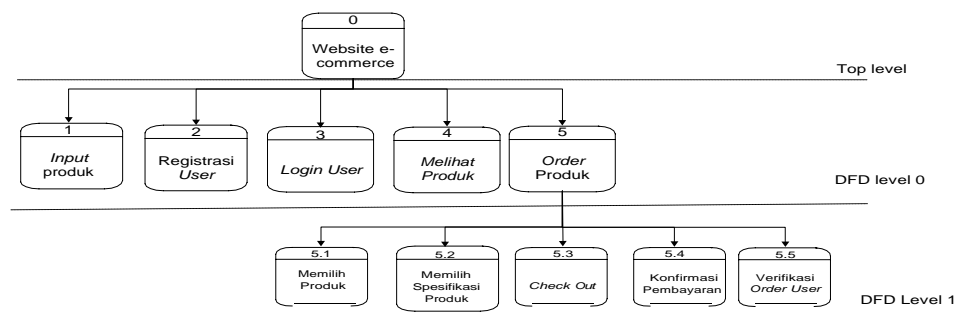 0
Website e-
commerce
Top level
1
Input
produk
2
Registrasi
User
3
Login User
4
Melihat
Produk
5
Order
Produk
DFD level 0
5.1
Memilih
Produk
5.2
Memilih
Spesifikasi
Produk
5.3
Check Out
5.4
Konfirmasi
Pembayaran
5.5
Verifikasi
Order User
DFD Level 1